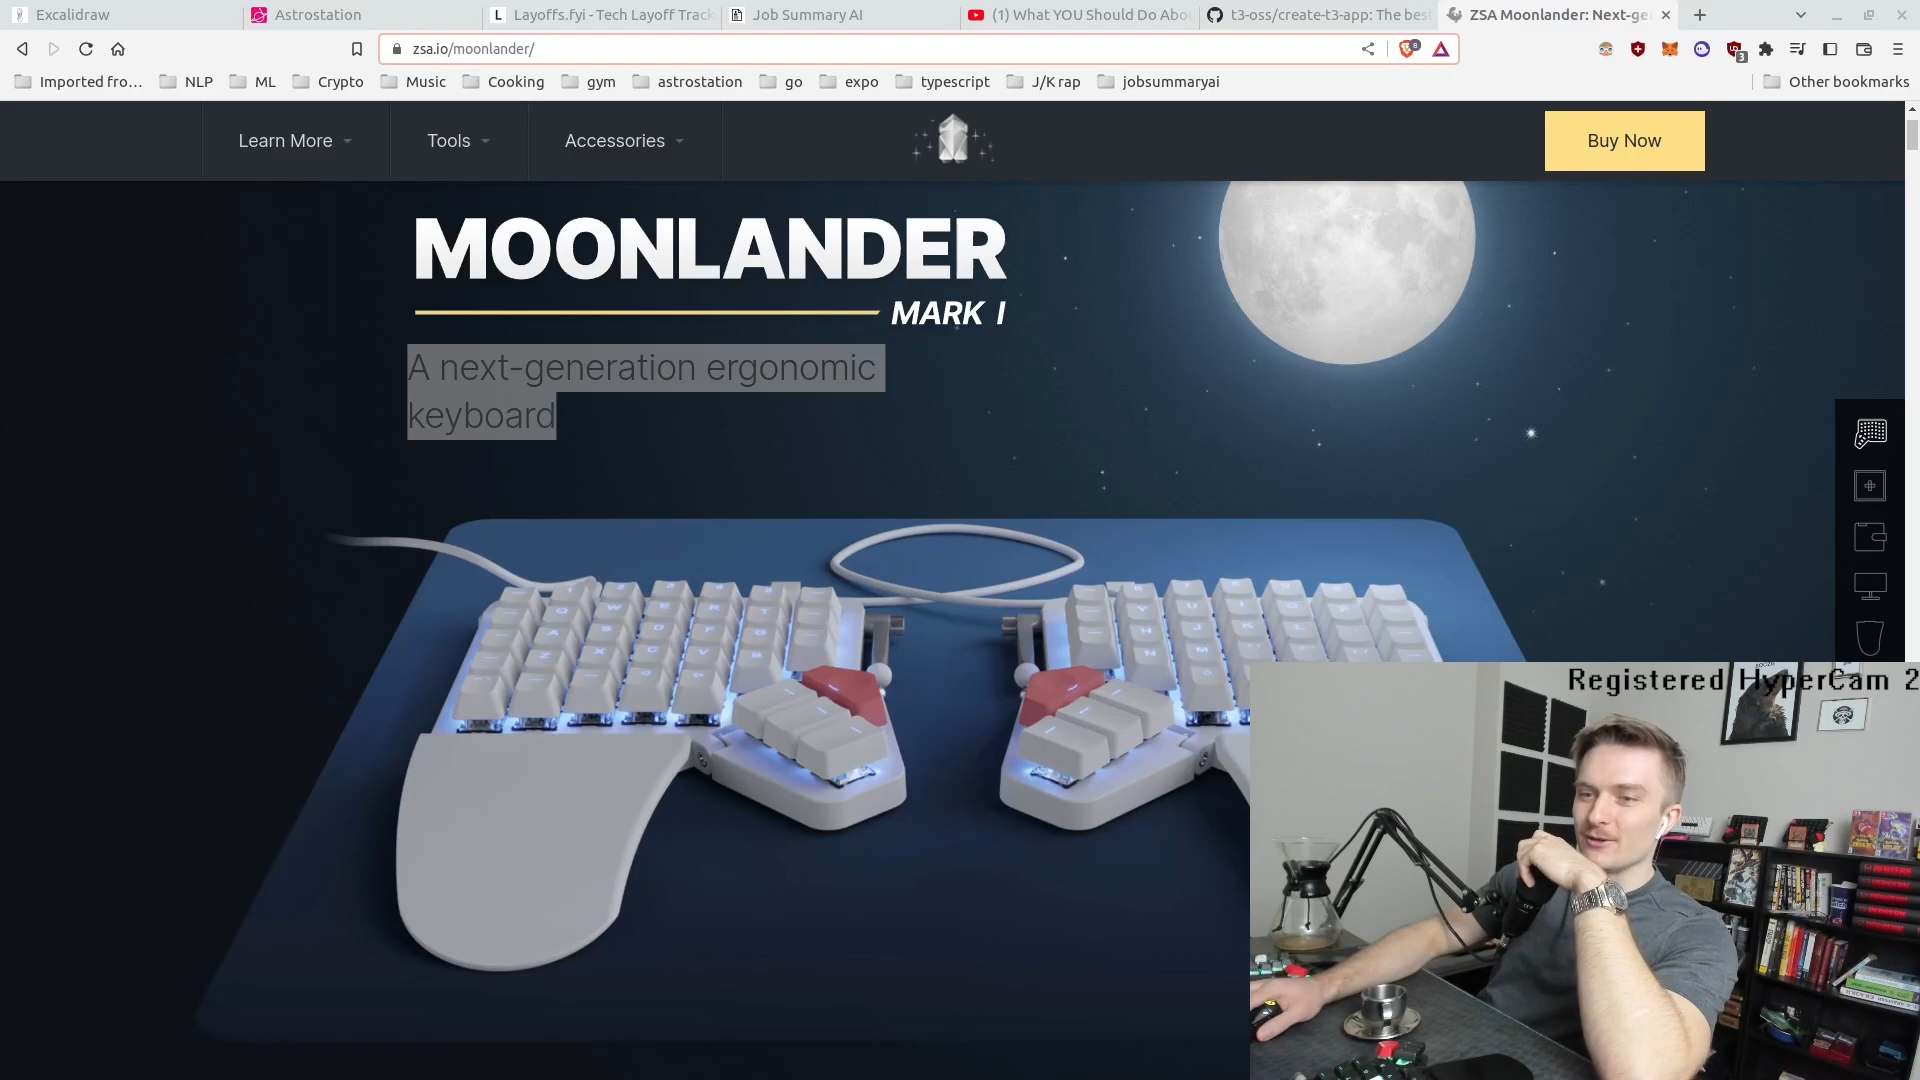 Excalidraw
Astrostation
Layoffs.fyi - Tech Layoff Track
Job Summary AI
(1) What YOU Should Do Abo
t3-oss/create-t3-app: The best
ZSA Moonlander: Next-ge
zsa.io/moonlander/
8
3
Imported fro…
NLP
ML
Crypto
Music
Cooking
gym
astrostation
go
expo
typescript
J/K rap
jobsummaryai
Other bookmarks
Learn More
Tools
Accessories
Buy Now
MOONLANDER
MARK I
A next-generation ergonomic
keyboard
Registered HyperCam 2